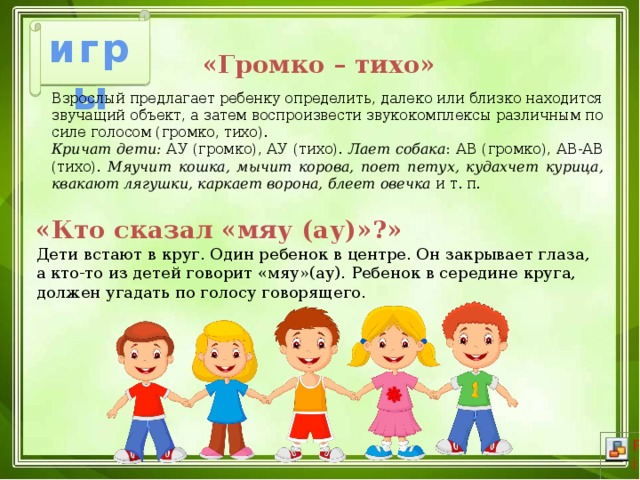 игр
ы
«Громко – тихо»
Взрослый предлагает ребенку определить, далеко или близко находится
звучащий объект, а затем воспроизвести звукокомплексы различным по
силе голосом (громко, тихо).
Кричат дети: АУ (громко), АУ (тихо). Лает собака: АВ (громко), АВ-АВ
(тихо). Мяучит кошка, мычит корова, поет петух, кудахчет курица,
квакают лягушки, каркает ворона, блеет овечка и т. п.
«Кто сказал «мяу (ау)»?»
Дети встают в круг. Один ребенок в центре. Он закрывает глаза,
а кто-то из детей говорит «мяу»(ау). Ребенок в середине круга,
должен угадать по голосу говорящего.
1